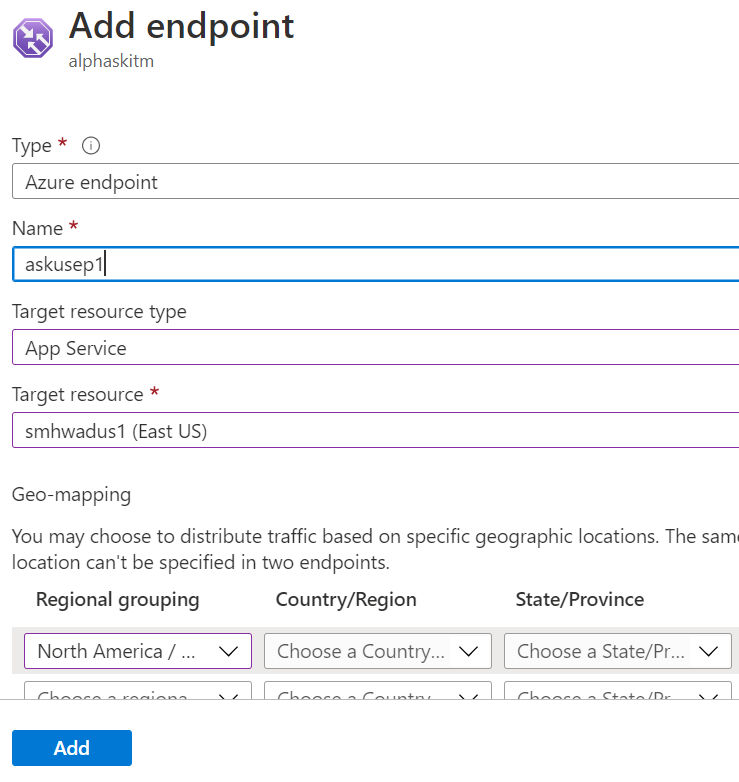 Add endpoint
alphaskitm
Type *
Azure endpoint
Name *
askusep1
Target resource type
App Service
Target resource *
smhwadus1 (East US)
Geo-mapping
You may choose to distribute traffic based on specific geographic locations. The same
location can't be specified in two endpoints.
Regional grouping Country/Region State/Province
North America / ... Choose a Country... Choose a State/Pr...
Choose a regiona Choose a Country Choose a State/Pr
Add